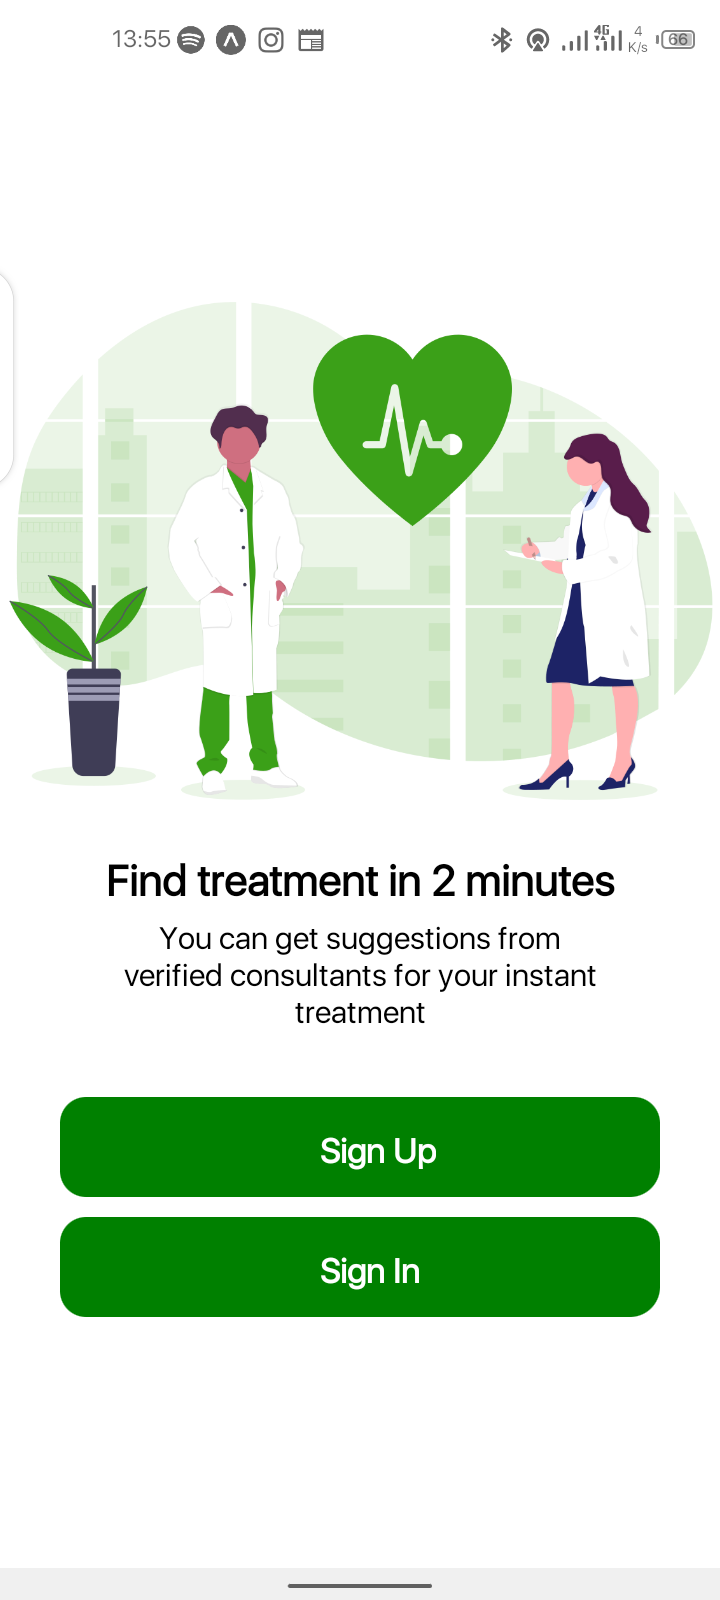 13:55 4G 4 K/s 66
Find treatment in 2 minutes
You can get suggestions from
verified consultants for your instant
treatment
Sign Up
Sign In